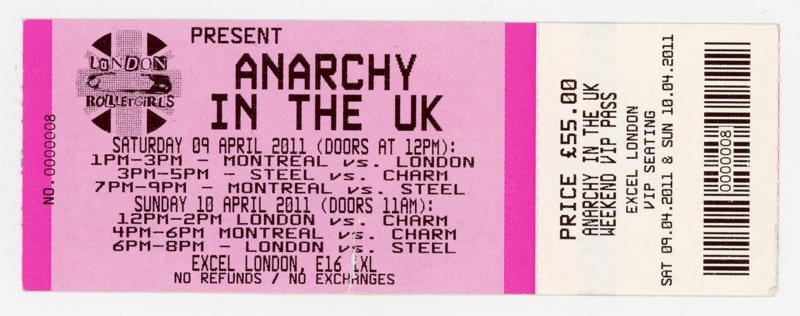 NO. 0000008
LONDON
ROLLERGIRLS
PRESENT
ANARCHY
IN THE UK
SATURDAY 09 APRIL 2011 (DOORS AT 12PM):
1PM-3PM - MONTREAL vs. LONDON
3PM-5PM - STEEL vs. CHARM
7PM-9PM - MONTREAL vs. STEEL
SUNDAY 10 APRIL 2011 (DOORS 11AM):
12PM-2PM LONDON vs. CHARM
4PM-6PM MONTREAL vs. CHARM
6PM-8PM - LONDON vs. STEEL
EXCEL LONDON, E16 1XL
NO REFUNDS / NO EXCHANGES
PRICE £55.00
ANARCHY IN THE UK
WEEKEND VIP PASS
EXCEL LONDON
VIP SEATING
SAT 09.04.2011 & SUN 10.04.2011
0000008